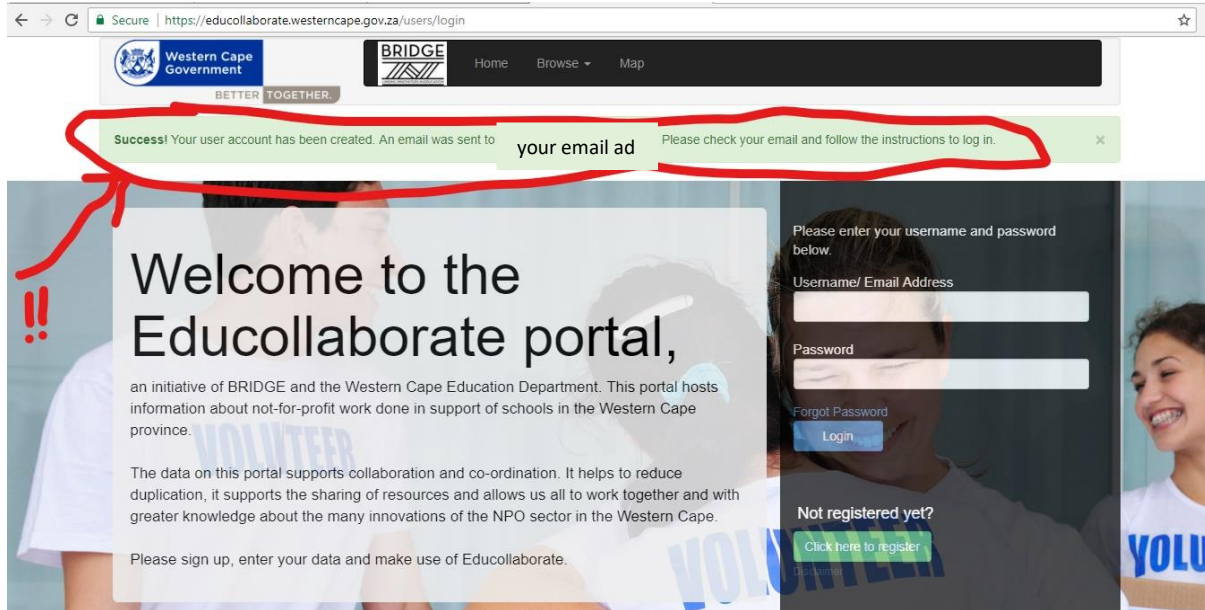 Secure | https://educollaborate.westerncape.gov.za/users/login
Western Cape
Government
BETTER TOGETHER.
BRIDGE
Home Browse Map
Success! Your user account has been created. An email was sent to your email ad Please check your email and follow the instructions to log in. ×
!!
Welcome to the
Educollaborate portal,
an initiative of BRIDGE and the Western Cape Education Department. This portal hosts
information about not-for-profit work done in support of schools in the Western Cape
province.
The data on this portal supports collaboration and co-ordination. It helps to reduce
duplication, it supports the sharing of resources and allows us all to work together and with
greater knowledge about the many innovations of the NPO sector in the Western Cape.
Please sign up, enter your data and make use of Educollaborate.
Please enter your username and password
below.
Username/ Email Address
Password
Forgot Password
Login
Not registered yet?
Click here to register
Disclaimer
VOLUNTEER
VOLUNTEER
VOLU